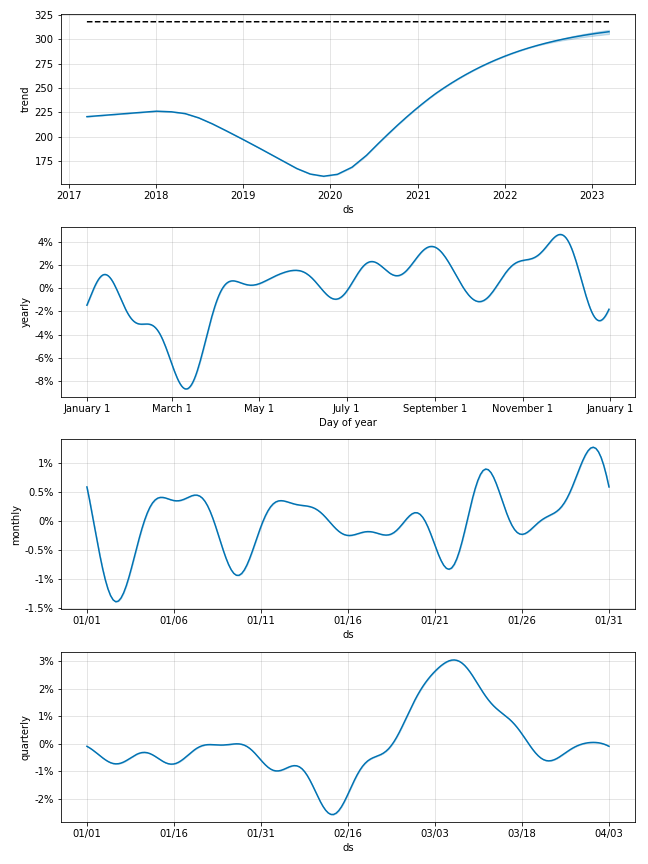 325
300
275
250
225
200
175
trend
2017 2018 2019 2020 2021 2022 2023
ds
4%
2%
0%
-2%
-4%
-6%
-8%
yearly
January 1 March 1 May 1 July 1 September 1 November 1 January 1
Day of year
1%
0.5%
0%
-0.5%
-1%
-1.5%
monthly
01/01 01/06 01/11 01/16 01/21 01/26 01/31
ds
3%
2%
1%
0%
-1%
-2%
quarterly
01/01 01/16 01/31 02/16 03/03 03/18 04/03
ds